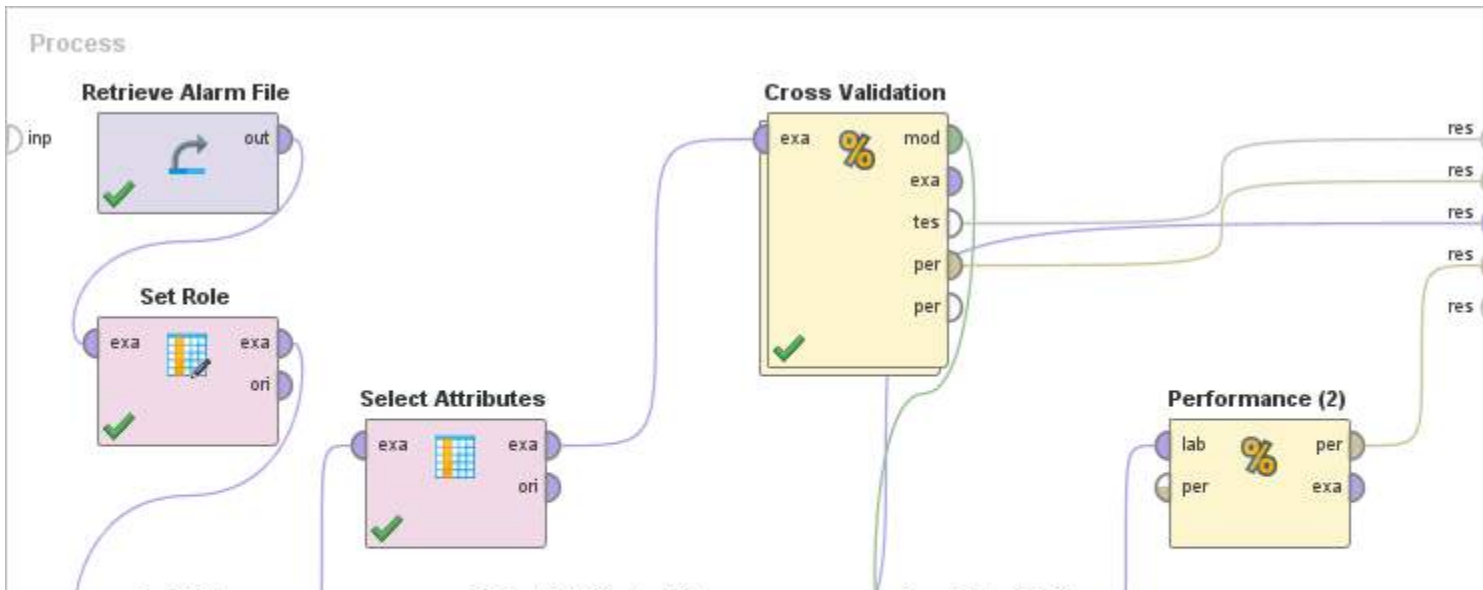 Process
Retrieve Alarm File
inp
out
Set Role
exa
exa
ori
Select Attributes
exa
exa
ori
Cross Validation
exa
%
mod
exa
tes
per
per
res
res
res
res
res
Performance (2)
lab
%
per
per
exa